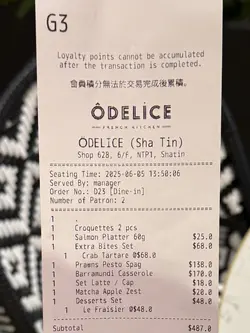 G3
Loyalty points cannot be accumulated
after the transaction is completed.
會員積分無法於交易完成後累積。
ÔDELİCE
FRENCH KITCHEN
ÔDELİCE (Sha Tin)
Shop 628, 6/F, NTP1, Shatin
Seating Time: 2025-06-05 13:50:06
Served By: manager
Order No.: D23 [Dine-in]
Number of Patron: 2
1 .
Croquettes 2 pcs
1 Salmon Platter 60g $25.0
1 Extra Bites Set $68.0
1 Crab Tartare @$68.0
1 Prawns Pesto Spag $138.0
1 Barramundi Casserole $170.0
1 Set Latte / Cap $18.0
1 Matcha Apple Zest $20.0
1 Desserts Set $48.0
1 Le Fraisier @$48.0
Subtotal $487.0